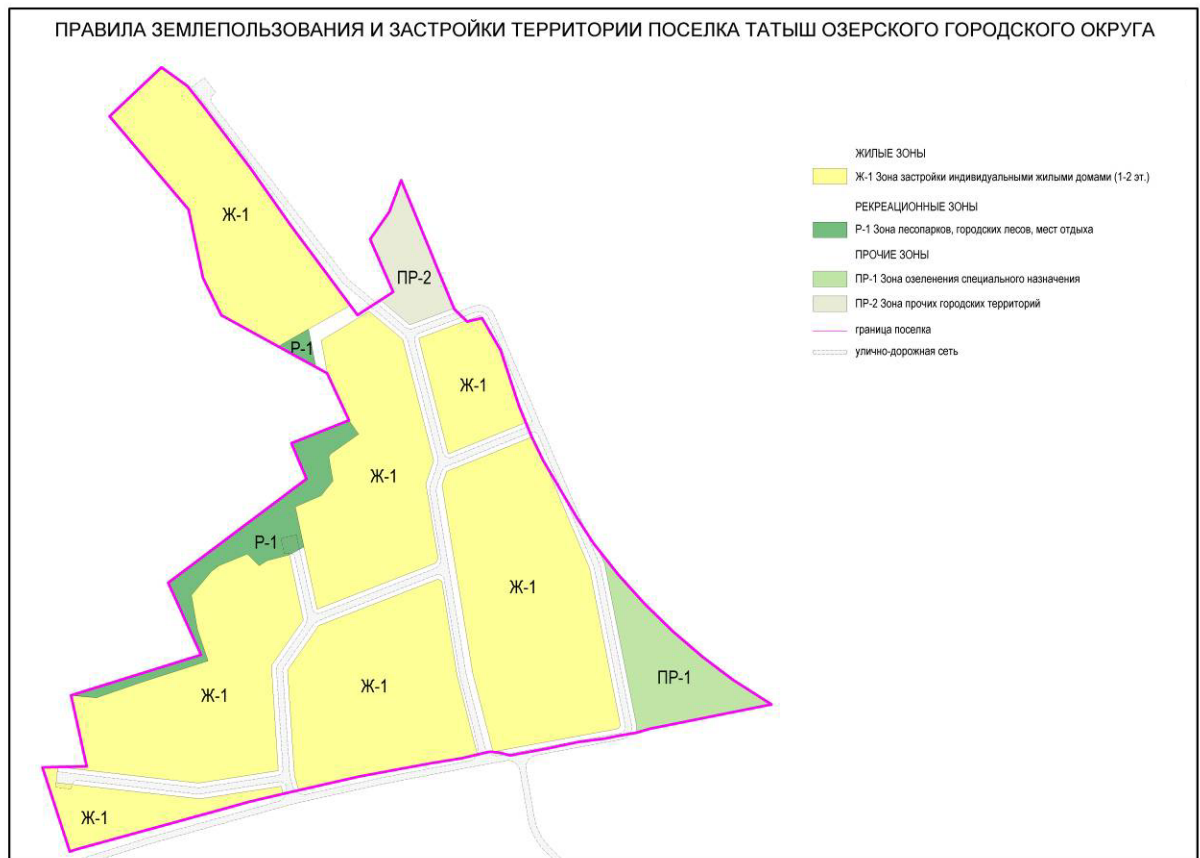 ПРАВИЛА ЗЕМЛЕПОЛЬЗОВАНИЯ И ЗАСТРОЙКИ ТЕРРИТОРИИ ПОСЕЛКА ТАТЫШ ОЗЕРСКОГО ГОРОДСКОГО ОКРУГА
ЖИЛЫЕ ЗОНЫ
Ж-1 Зона застройки индивидуальными жилыми домами (1-2 эт.)
РЕКРЕАЦИОННЫЕ ЗОНЫ
Р-1 Зона лесопарков, городских лесов, мест отдыха
ПРОЧИЕ ЗОНЫ
ПР-1 Зона озеленения специального назначения
ПР-2 Зона прочих городских территорий
граница поселка
улично-дорожная сеть
Ж-1
ПР-2
Р-1
Ж-1
Ж-1
Р-1
Ж-1
ПР-1
Ж-1
Ж-1
Ж-1